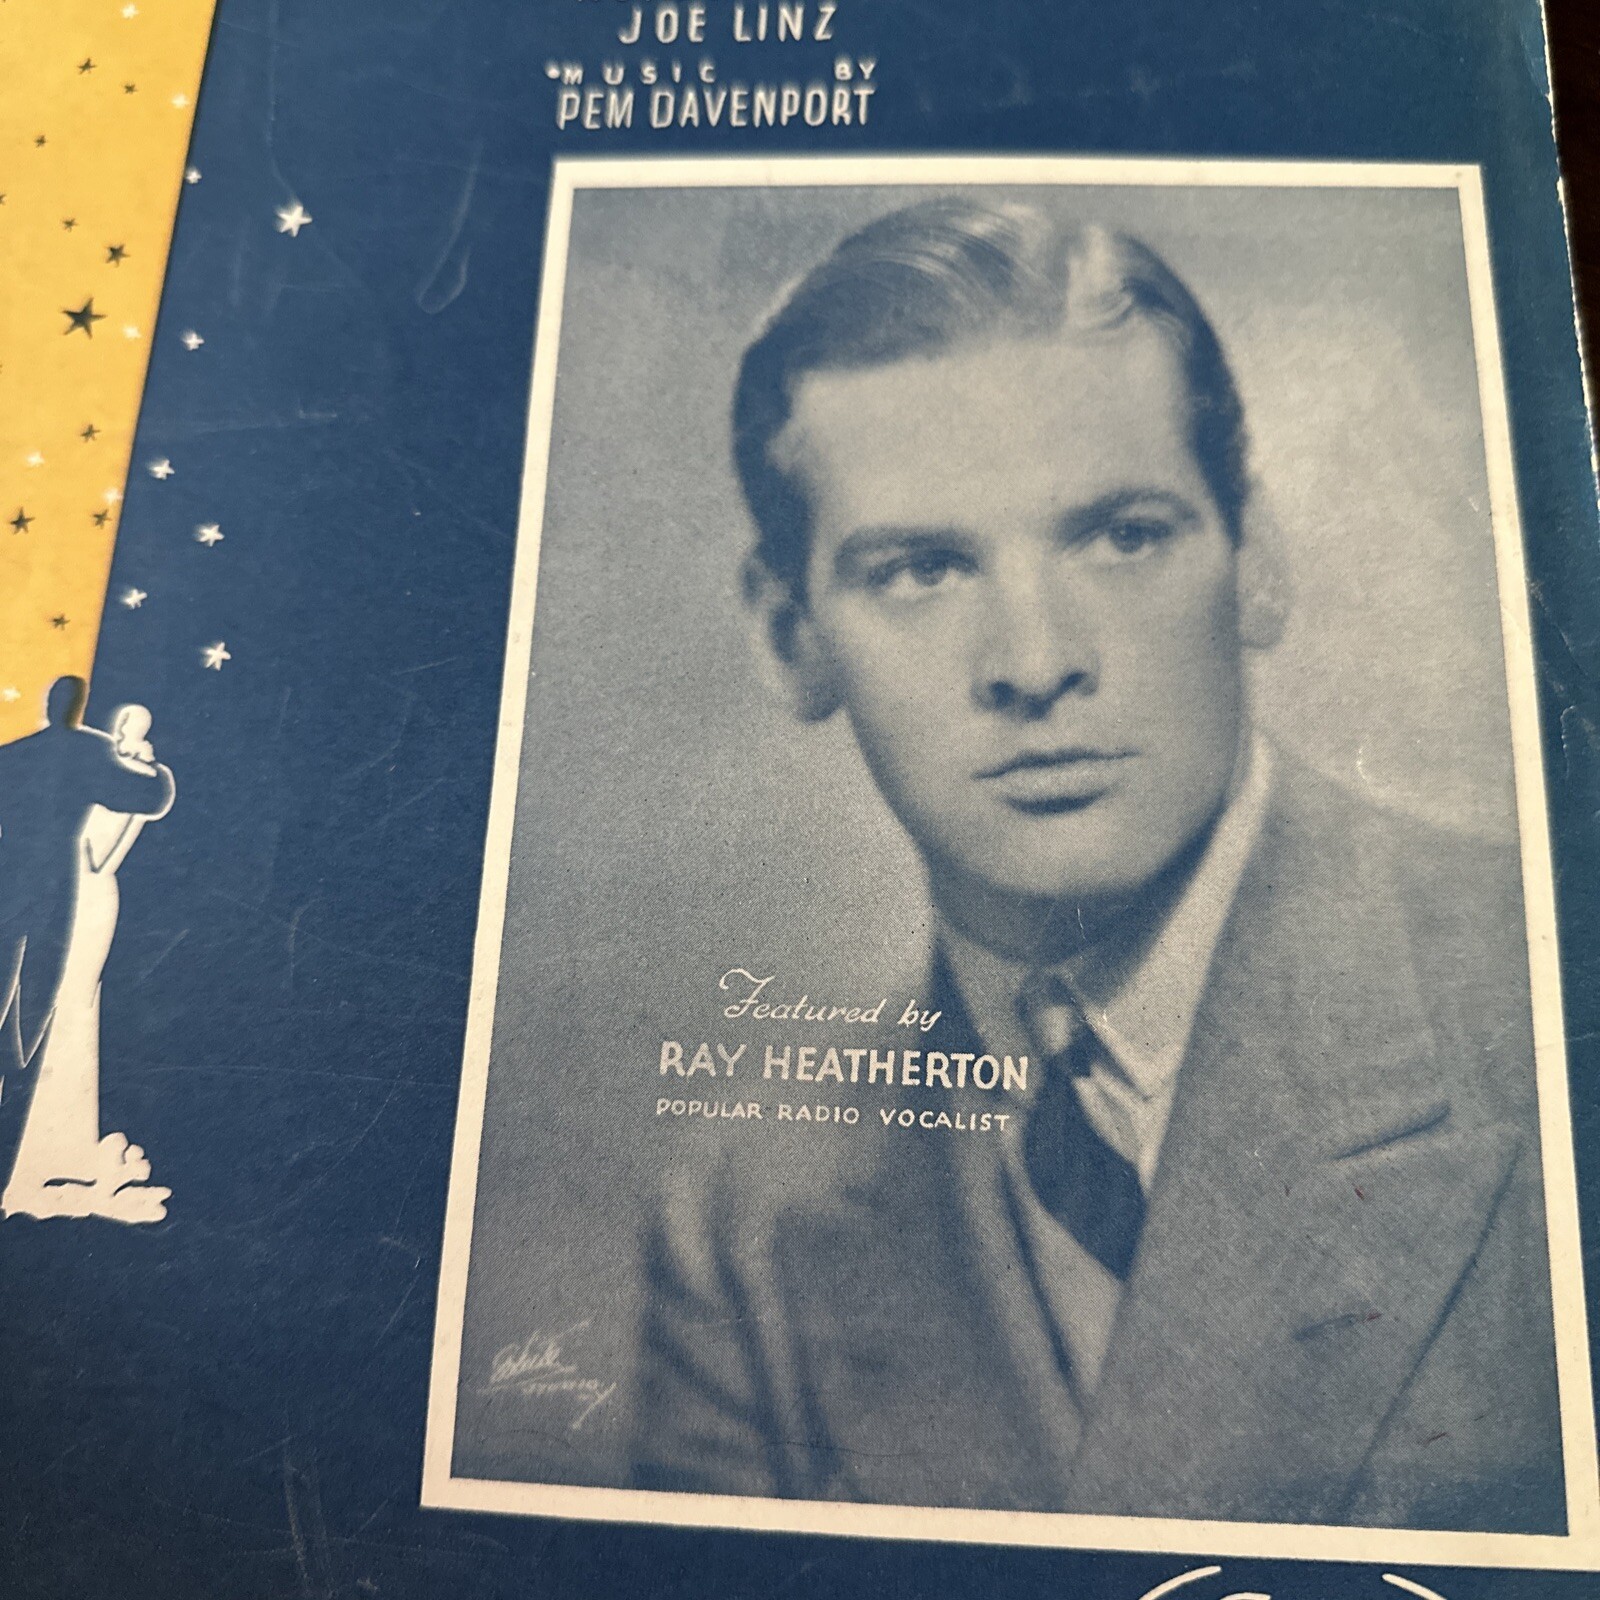 JOE LINZ
MUSIC BY
PEM DAVENPORT
Featured by
RAY HEATHERTON
POPULAR RADIO VOCALIST